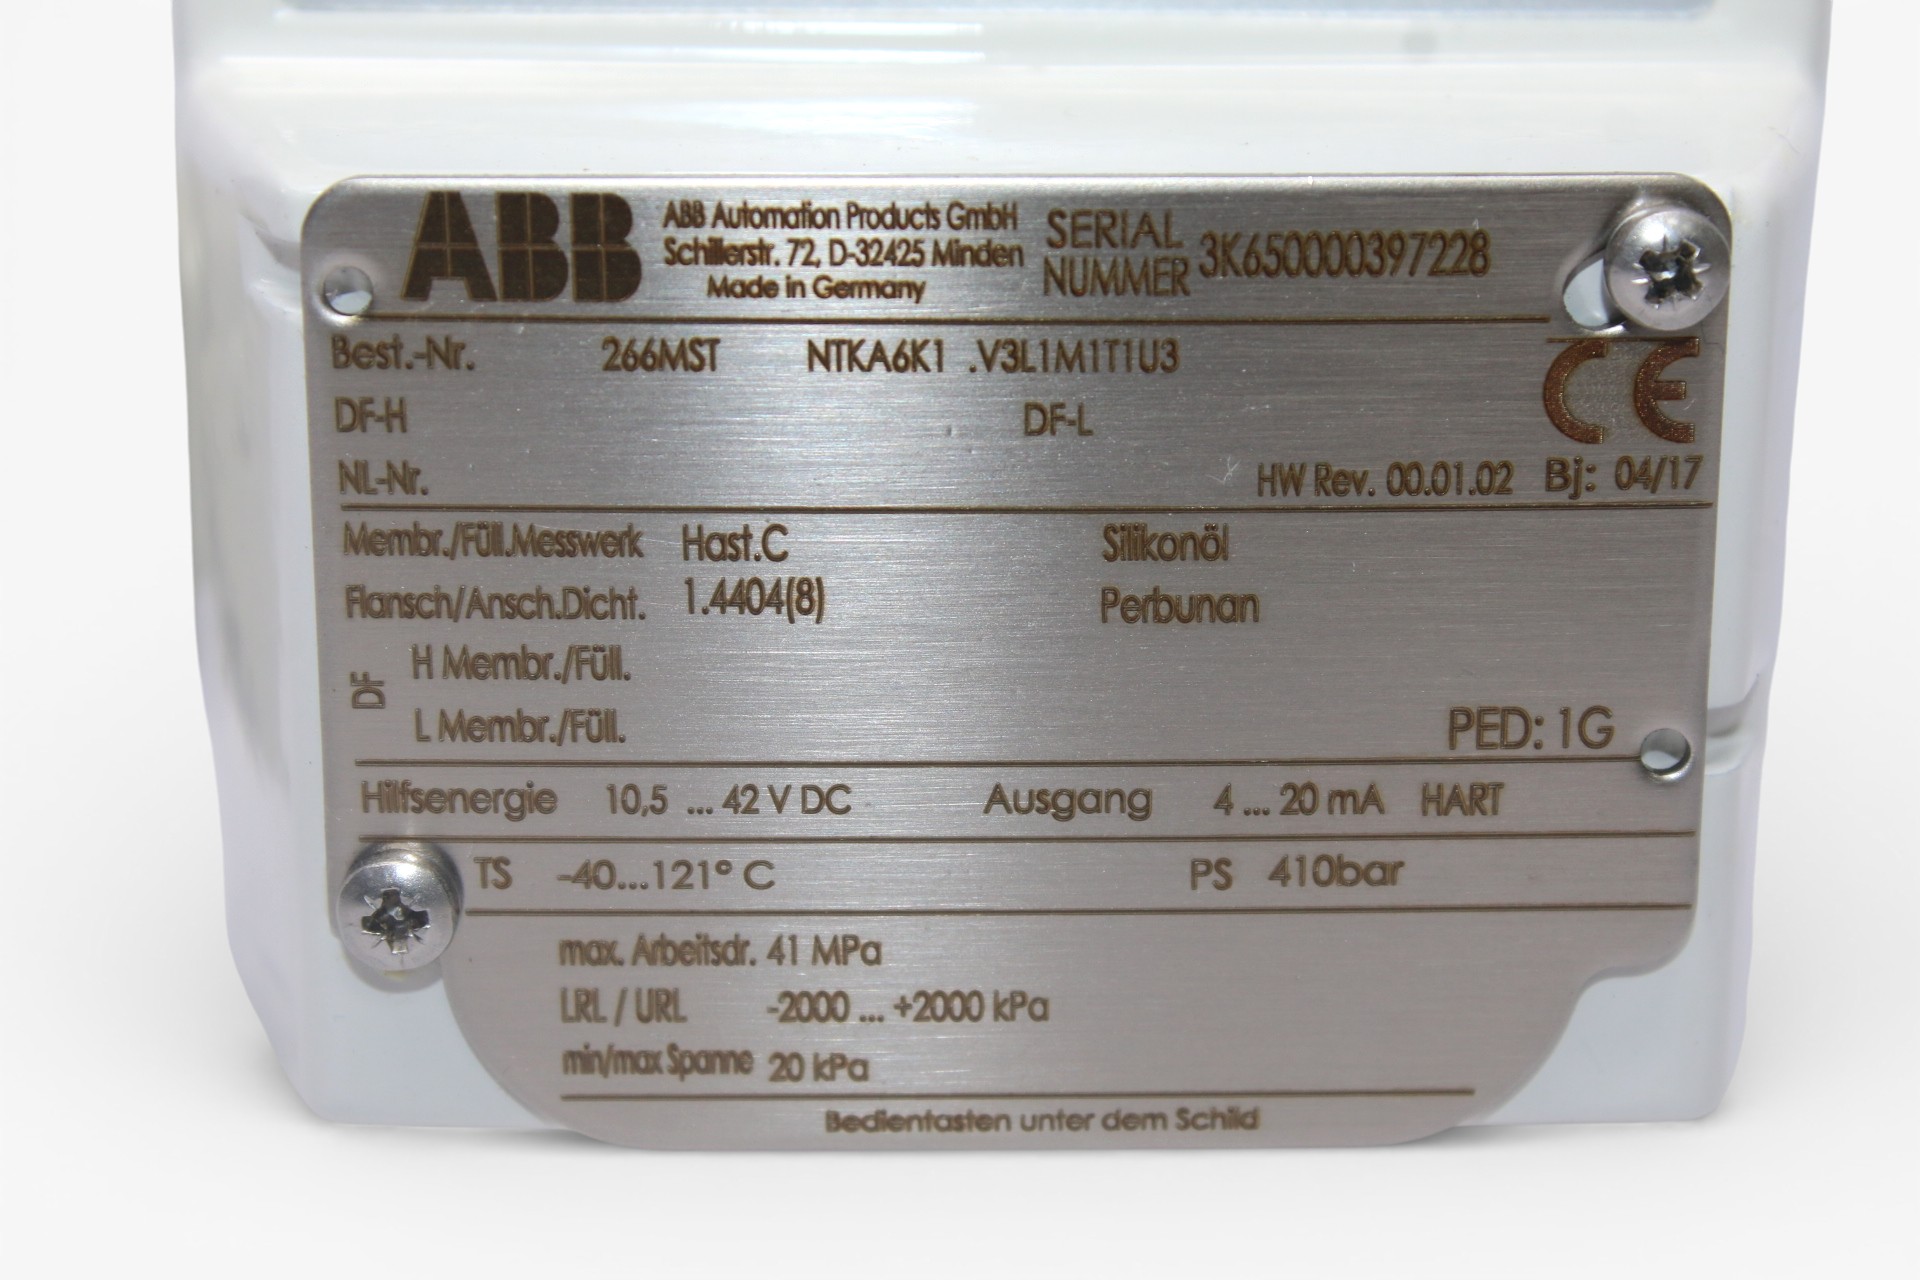 ABB
ABB Automation Products GmbH
Schillerstr. 72, D-32425 Minden
Made in Germany
SERIAL
NUMMER 3K650000397228
Best.-Nr. 266MST NTKA6K1 .V3L1M1T1U3
CE
DF-H DF-L
NL-Nr. HW Rev. 00.01.02 Bj: 04/17
Membr./Füll.Messwerk Hast.C Silikonöl
Flansch/Ansch.Dicht. 1.4404(8) Perbunan
DF
H Membr./Füll.
L Membr./Füll.
PED: 1G
Hilfsenergie 10,5 ... 42 V DC Ausgang 4 ... 20 mA HART
TS -40...121° C PS 410bar
max. Arbeitsdr. 41 MPa
LRL / URL -2000 ... +2000 kPa
min/max Spanne 20 kPa
Bedientasten unter dem Schild